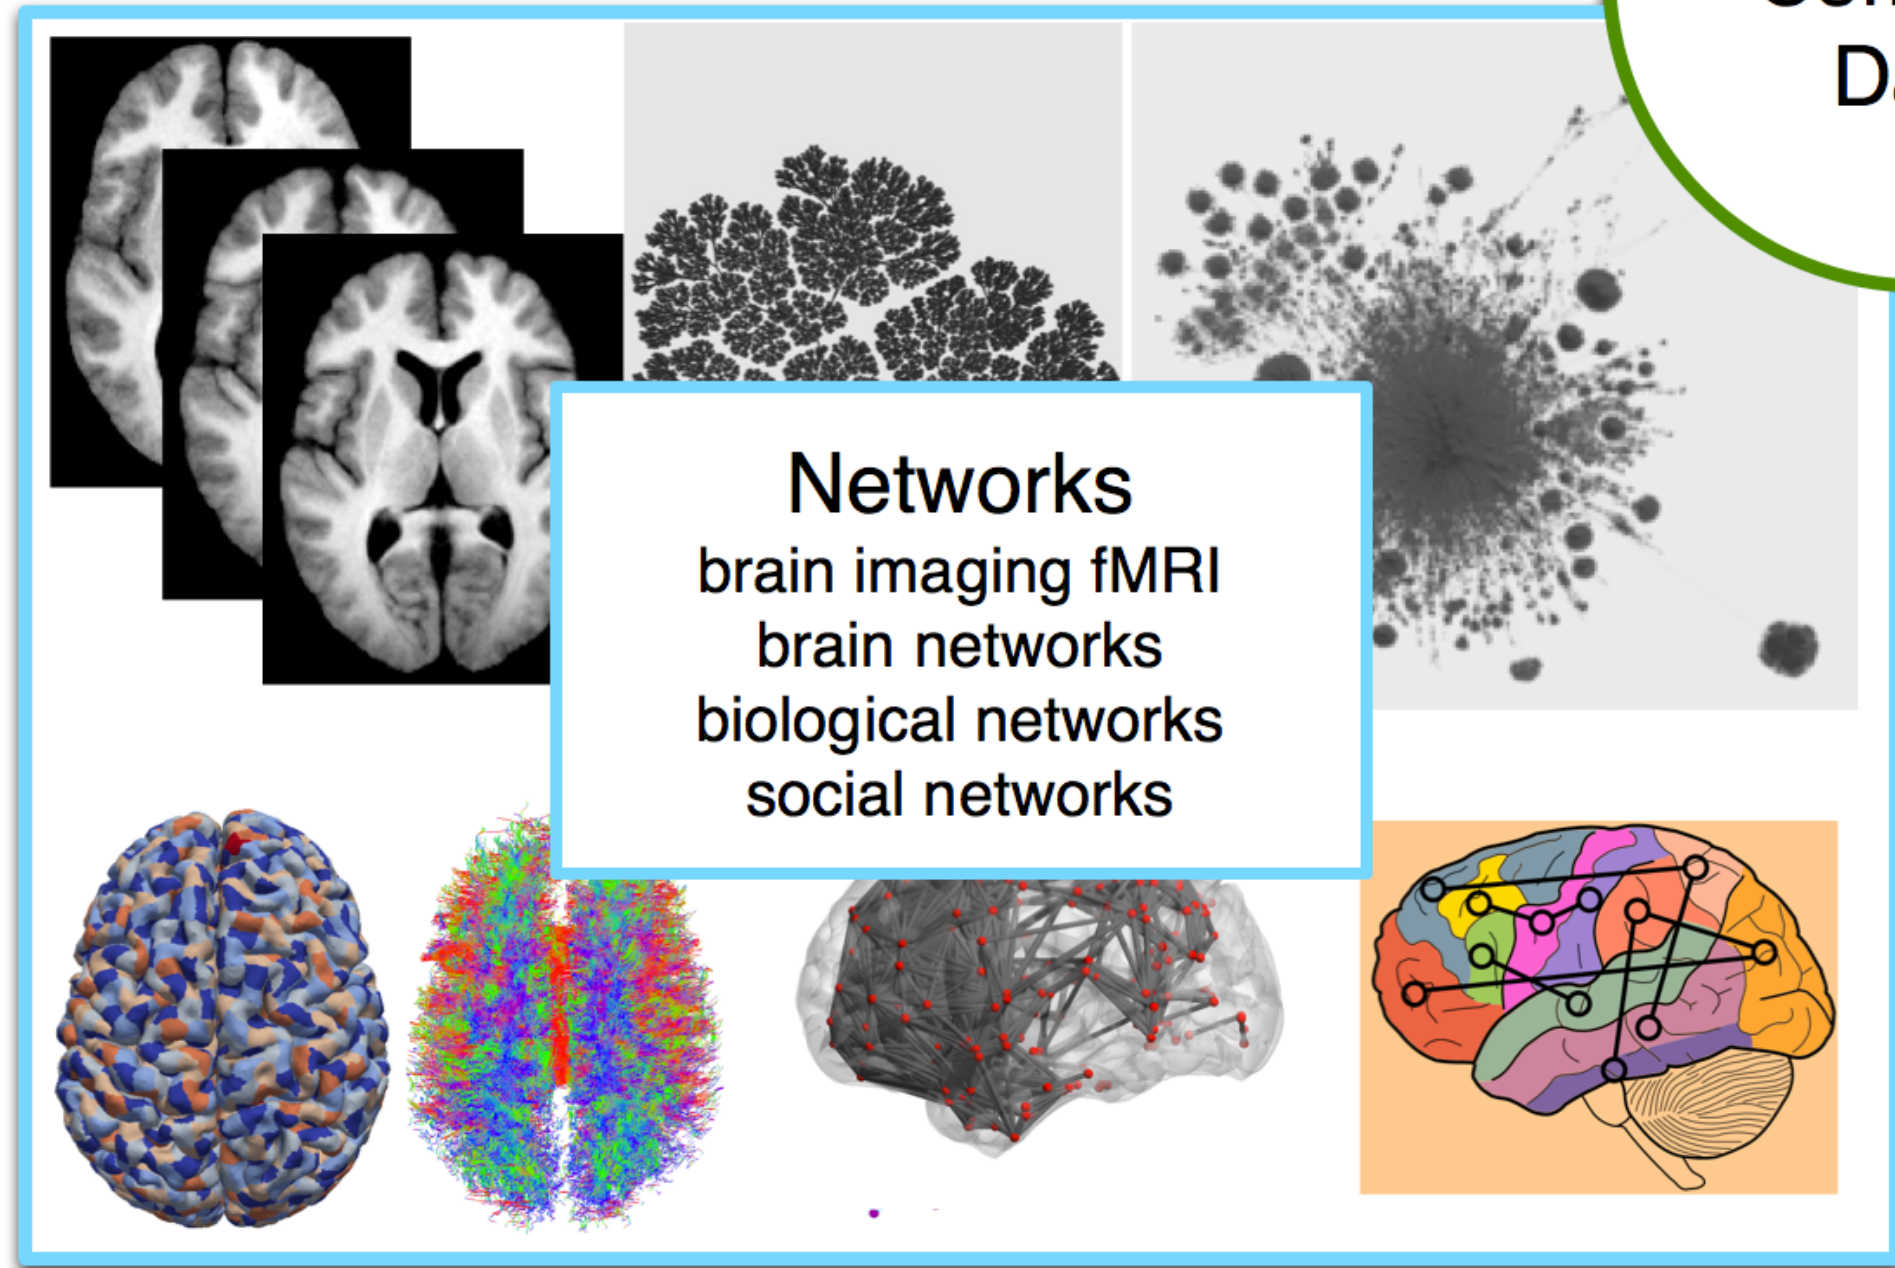 Networks
brain imaging fMRI
brain networks
biological networks
social networks